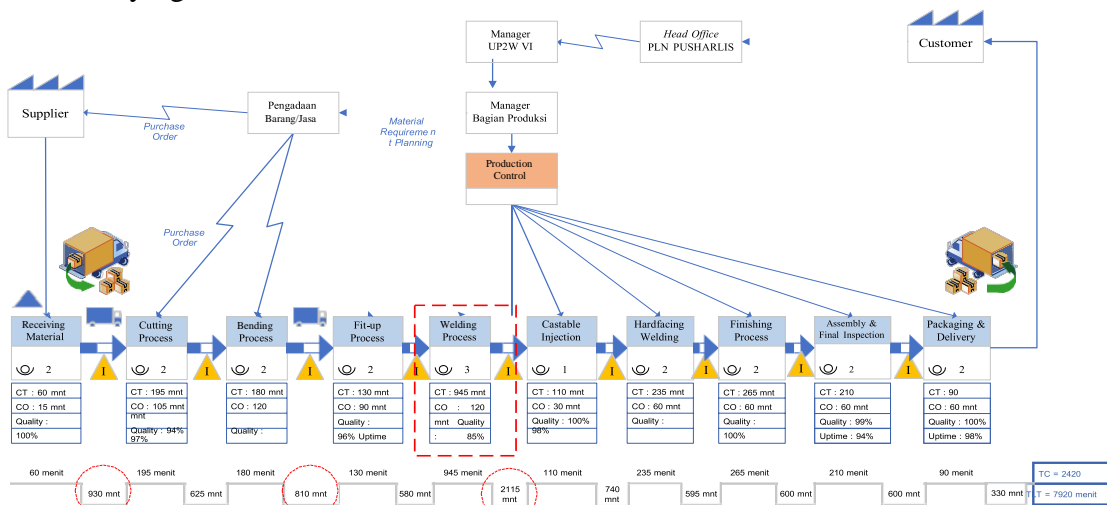 Manager
UP2W VI
Head Office
PLN PUSHARLIS
Customer
Supplier
Purchase
Order
Pengadaan
Barang/Jasa
Material
Requireme n
t Planning
Manager
Bagian Produksi
Production
Control
Purchase
Order
Receiving
Material
2
CT : 60 mnt
CO : 15 mnt
Quality :
100%
I
Cutting
Process
2
CT : 195 mnt
CO : 105 mnt
mnt
Quality : 94%
97%
I
Bending
Process
2
CT : 180 mnt
CO : 120
Quality :
I
Fit-up
Process
2
CT : 130 mnt
CO : 90 mnt
Quality :
96% Uptime
I
Welding
Process
3
CT : 945 mnt
CO : 120
mnt Quality
: 85%
I
Castable
Injection
1
CT : 110 mnt
CO : 30 mnt
Quality : 100%
98%
I
Hardfacing
Welding
2
CT : 235 mnt
CO : 60 mnt
Quality :
I
Finishing
Process
2
CT : 265 mnt
CO : 60 mnt
Quality :
100%
I
Assembly &
Final Inspection
2
CT : 210
CO : 60 mnt
Quality : 99%
Uptime : 94%
I
Packaging &
Delivery
2
CT : 90
CO : 60 mnt
Quality : 100%
Uptime : 98%
60 menit 195 menit 180 menit 130 menit 945 menit 110 menit 235 menit 265 menit 210 menit 90 menit
TC = 2420
930 mnt 625 mnt 810 mnt 580 mnt 2115 mnt 740 mnt 595 mnt 600 mnt 600 mnt 330 mnt
TLT = 7920 menit